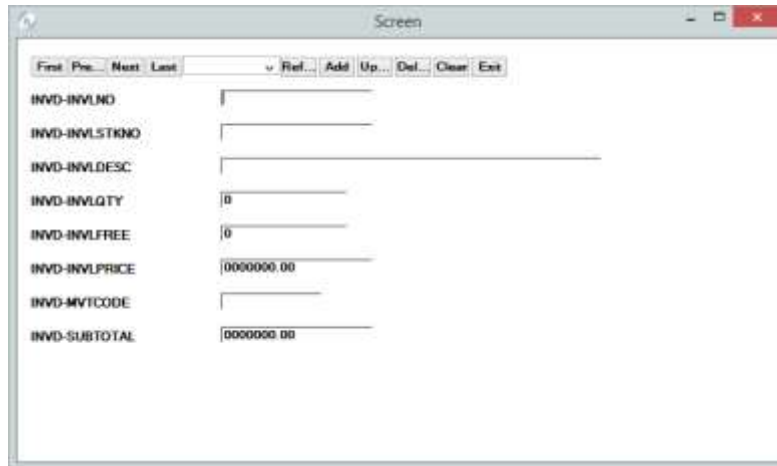 Screen
First Pre... Next Last Ref... Add Up... Del... Clear Exit
INVD-INVLNO
INVD-INVLSTKNO
INVD-INVLDESC
INVD-INVLQTY 0
INVD-INVLFREE 0
INVD-INVLPRICE 0000000.00
INVD-MVTCODE
INVD-SUBTOTAL 0000000.00